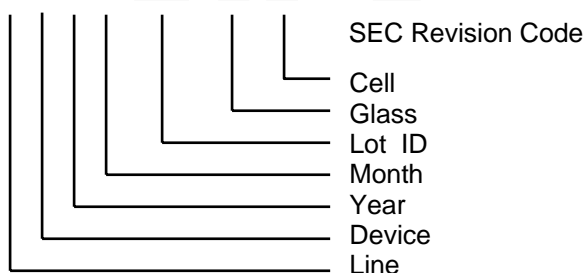 SEC Revision Code
Cell
Glass
Lot ID
Month
Year
Device
Line